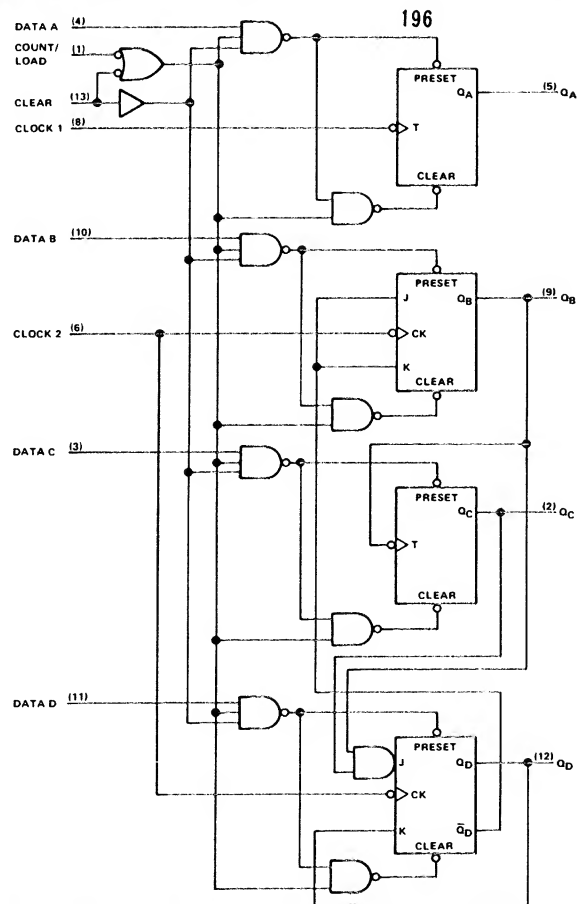 196
DATA A (4)
COUNT/
LOAD (1)
CLEAR (13)
CLOCK 1 (8)
PRESET
QA (5) QA
T
CLEAR
DATA B (10)
PRESET
J QB (9) QB
CLOCK 2 (6)
CK
K
CLEAR
DATA C (3)
PRESET
QC (2) QC
T
CLEAR
DATA D (11)
PRESET
J QD (12) QD
CK
K Q̅D
CLEAR